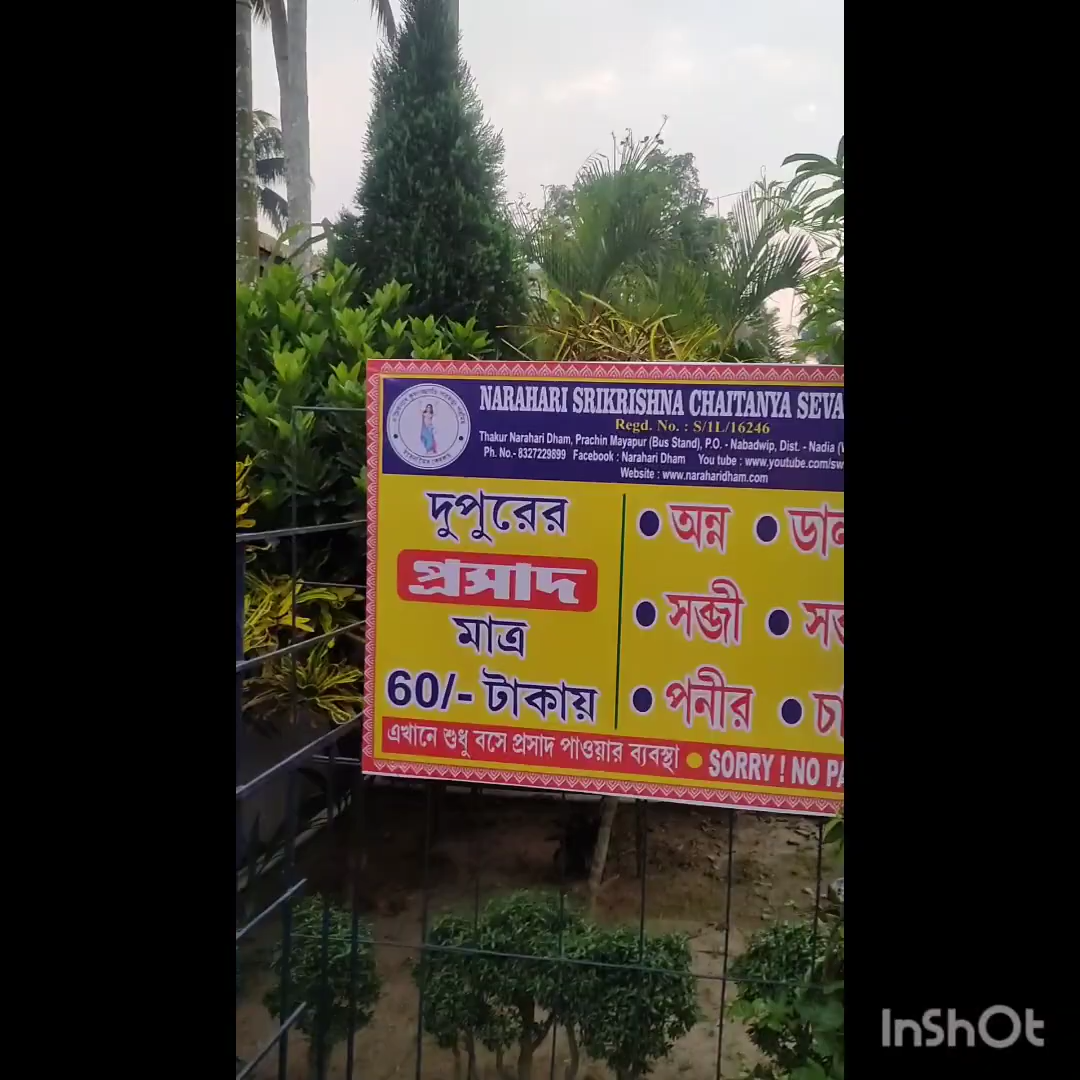 NARAHARI SRIKRISHNA CHAITANYA SEVA
Regd. No. : S/1L/16246
Thakur Narahari Dham, Prachin Mayapur (Bus Stand), P.O. - Nabadwip, Dist. - Nadia
Ph. No.- 8327229899 Facebook : Narahari Dham You tube : www.youtube.com/sw
Website : www.naraharidham.com
দুপুরের
প্রসাদ
মাত্র
60/- টাকায়
• অন্ন • ডাল
• সব্জী
• পনীর
এখানে শুধু বসে প্রসাদ পাওয়ার ব্যবস্থা • SORRY ! NO
InShOt